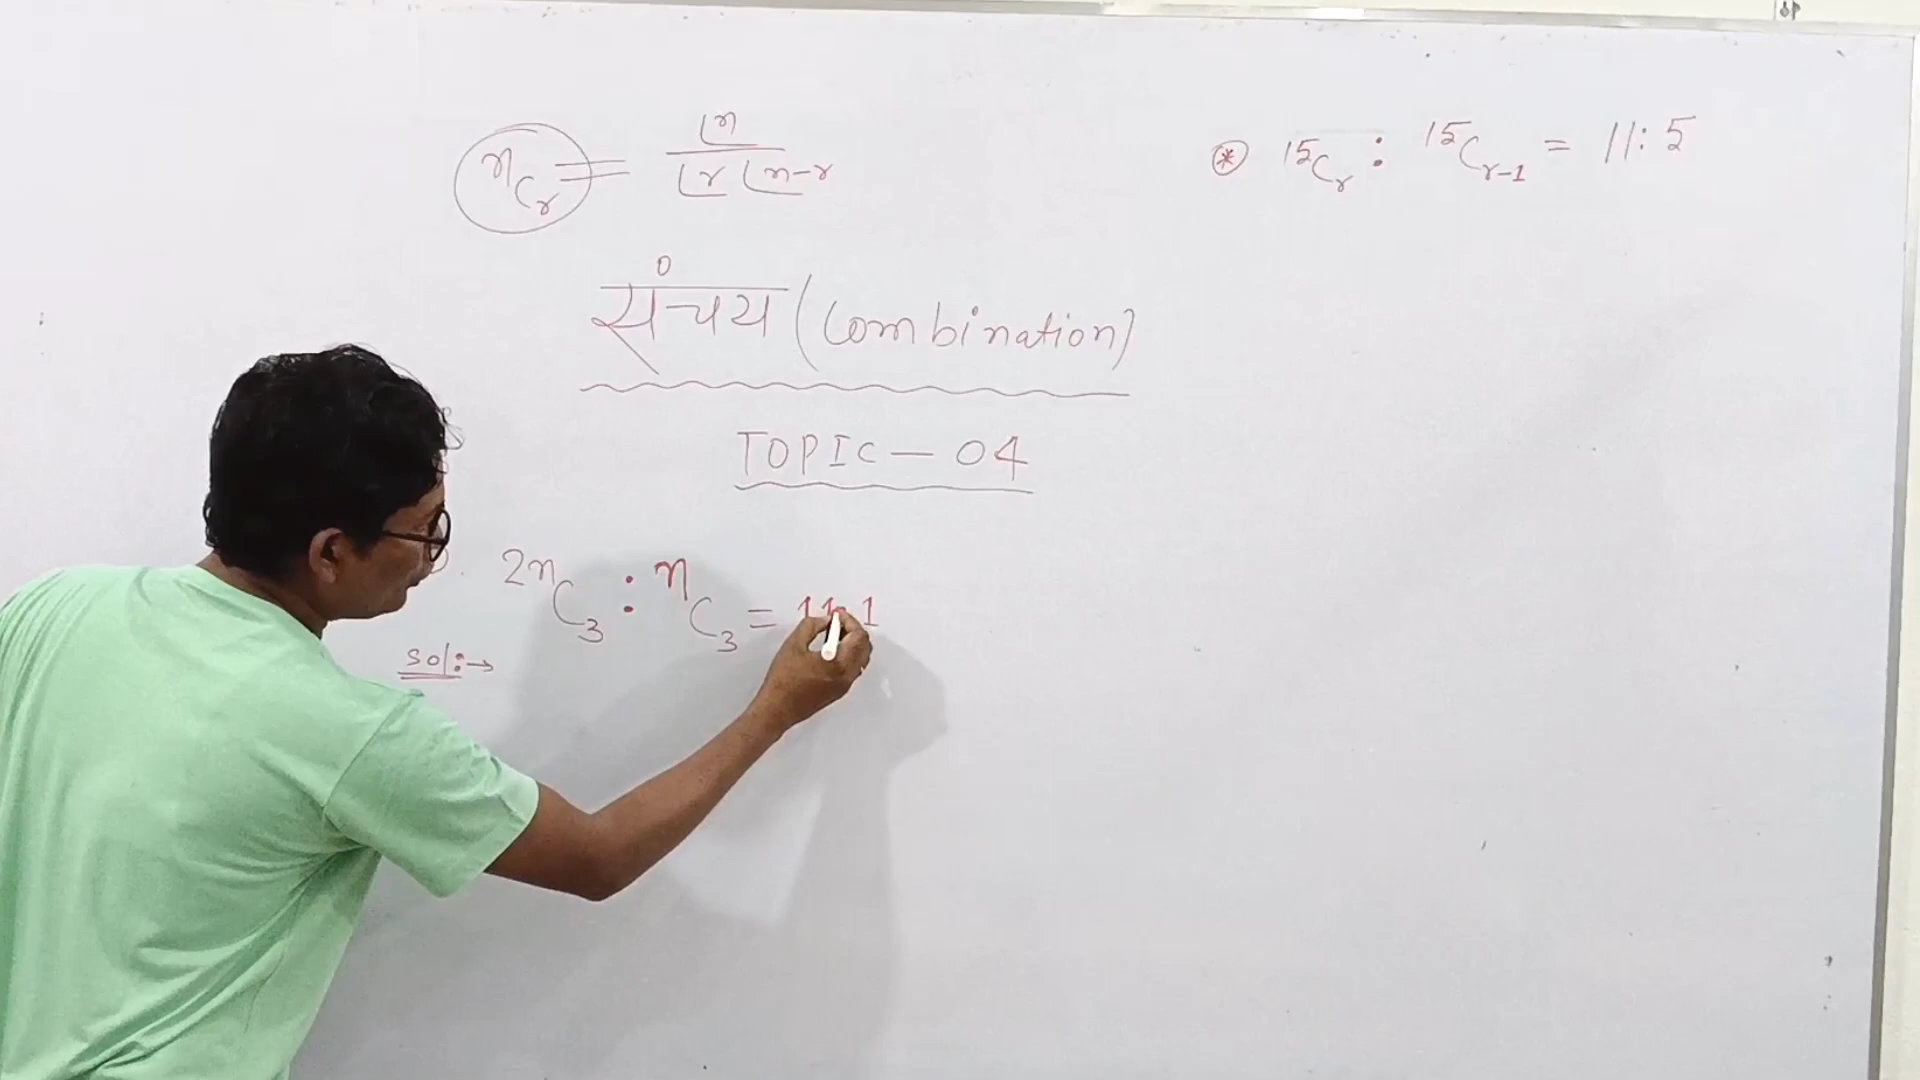 ⁿCᵣ = ⌊n / ⌊r ⌊n-r
संचय (Combination)
TOPIC - 04
²ⁿC₃ : ⁿC₃ = 11:1
sol:→
⊛ ¹⁵Cᵣ : ¹⁵Cᵣ₋₁ = 11:5